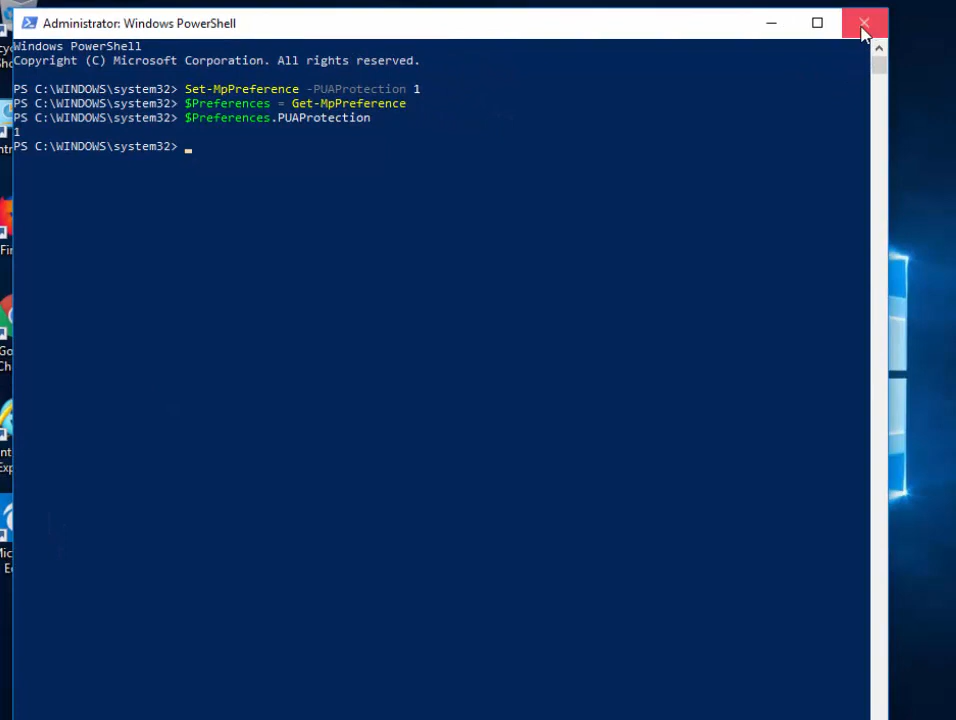 Administrator: Windows PowerShell
Windows PowerShell
Copyright (C) Microsoft Corporation. All rights reserved.
PS C:\WINDOWS\system32> Set-MpPreference -PUAProtection 1
PS C:\WINDOWS\system32> $Preferences = Get-MpPreference
PS C:\WINDOWS\system32> $Preferences.PUAProtection
1
PS C:\WINDOWS\system32>